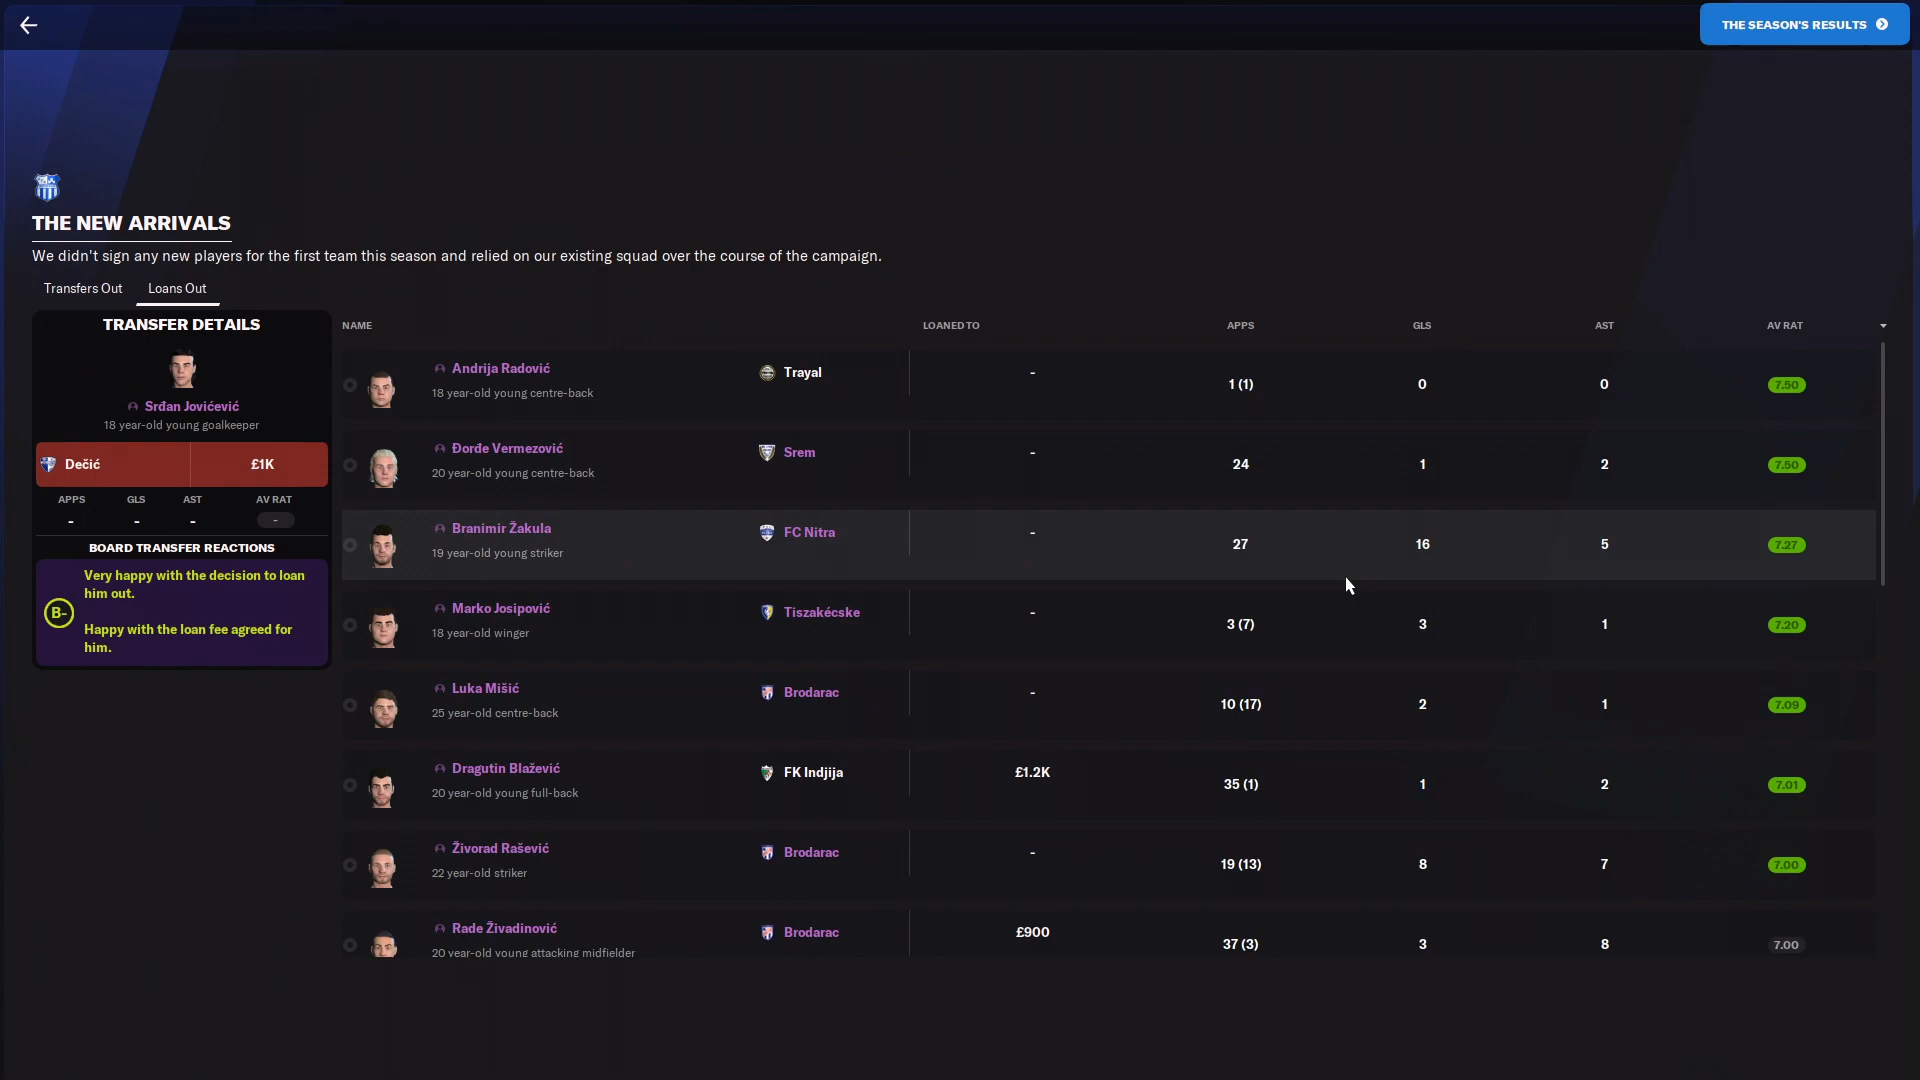 THE SEASON'S RESULTS
THE NEW ARRIVALS
We didn't sign any new players for the first team this season and relied on our existing squad over the course of the campaign.
Transfers Out Loans Out
TRANSFER DETAILS
Srđan Jovićević
18 year-old young goalkeeper
Dečić £1K
APPS GLS AST AV RAT
- - - -
BOARD TRANSFER REACTIONS
B-
Very happy with the decision to loan
him out.
Happy with the loan fee agreed for
him.
NAME LOANED TO APPS GLS AST AV RAT
Andrija Radović Trayal - 1 (1) 0 0 7.50
18 year-old young centre-back
Đorđe Vermezović Srem - 24 1 2 7.50
20 year-old young centre-back
Branimir Žakula FC Nitra - 27 16 5 7.27
19 year-old young striker
Marko Josipović Tiszakécske - 3 (7) 3 1 7.20
18 year-old winger
Luka Mišić Brodarac - 10 (17) 2 1 7.09
25 year-old centre-back
Dragutin Blažević FK Indjija £1.2K 35 (1) 1 2 7.01
20 year-old young full-back
Živorad Rašević Brodarac - 19 (13) 8 7 7.00
22 year-old striker
Rade Živadinović Brodarac £900 37 (3) 3 8 7.00
20 year-old young attacking midfielder